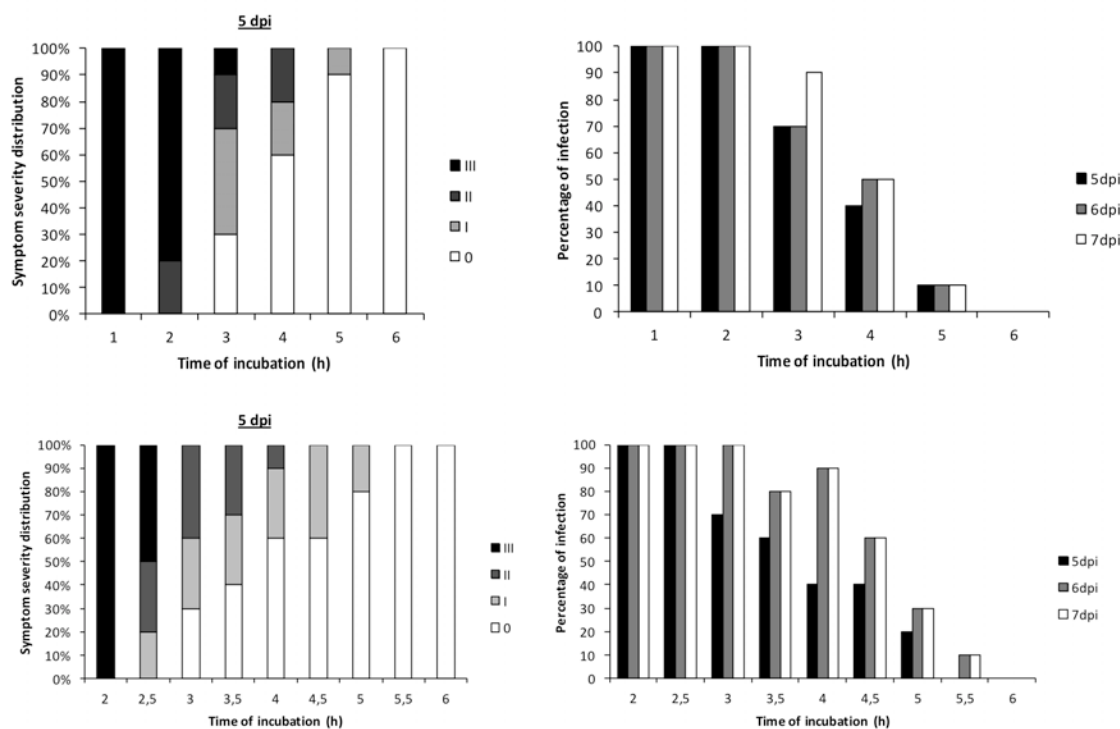 5 dpi
Symptom severity distribution
100%
90%
80%
70%
60%
50%
40%
30%
20%
10%
0%
1 2 3 4 5 6
Time of incubation (h)
III
II
I
0
Percentage of infection
100
90
80
70
60
50
40
30
20
10
0
1 2 3 4 5 6
Time of incubation (h)
5dpi
6dpi
7dpi
5 dpi
Symptom severity distribution
100%
90%
80%
70%
60%
50%
40%
30%
20%
10%
0%
2 2,5 3 3,5 4 4,5 5 5,5 6
Time of incubation (h)
III
II
I
0
Percentage of infection
100
90
80
70
60
50
40
30
20
10
0
2 2,5 3 3,5 4 4,5 5 5,5 6
Time of incubation (h)
5dpi
6dpi
7dpi